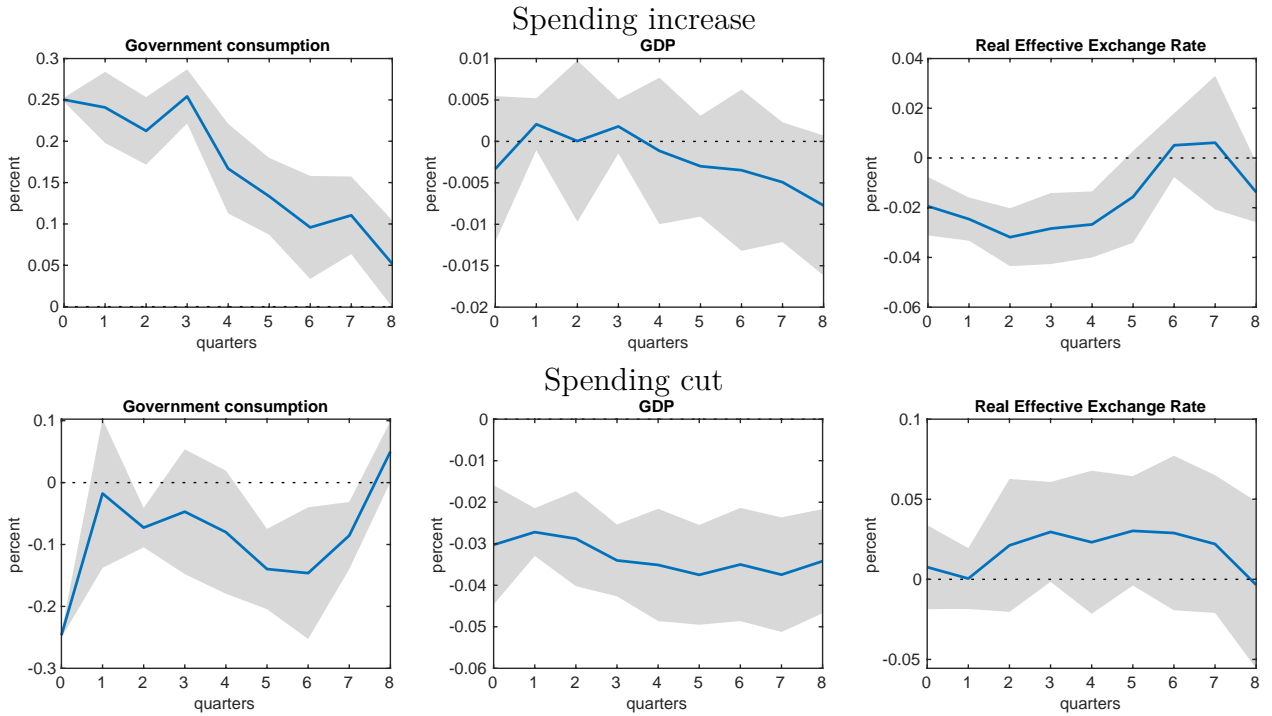 Spending increase
Government consumption
GDP
Real Effective Exchange Rate
percent
0.3
0.25
0.2
0.15
0.1
0.05
0
0 1 2 3 4 5 6 7 8
quarters
percent
0.01
0.005
0
-0.005
-0.01
-0.015
-0.02
0 1 2 3 4 5 6 7 8
quarters
percent
0.04
0.02
0
-0.02
-0.04
-0.06
0 1 2 3 4 5 6 7 8
quarters
Spending cut
Government consumption
GDP
Real Effective Exchange Rate
percent
0.1
0
-0.1
-0.2
-0.3
0 1 2 3 4 5 6 7 8
quarters
percent
0
-0.01
-0.02
-0.03
-0.04
-0.05
-0.06
0 1 2 3 4 5 6 7 8
quarters
percent
0.1
0.05
0
-0.05
0 1 2 3 4 5 6 7 8
quarters